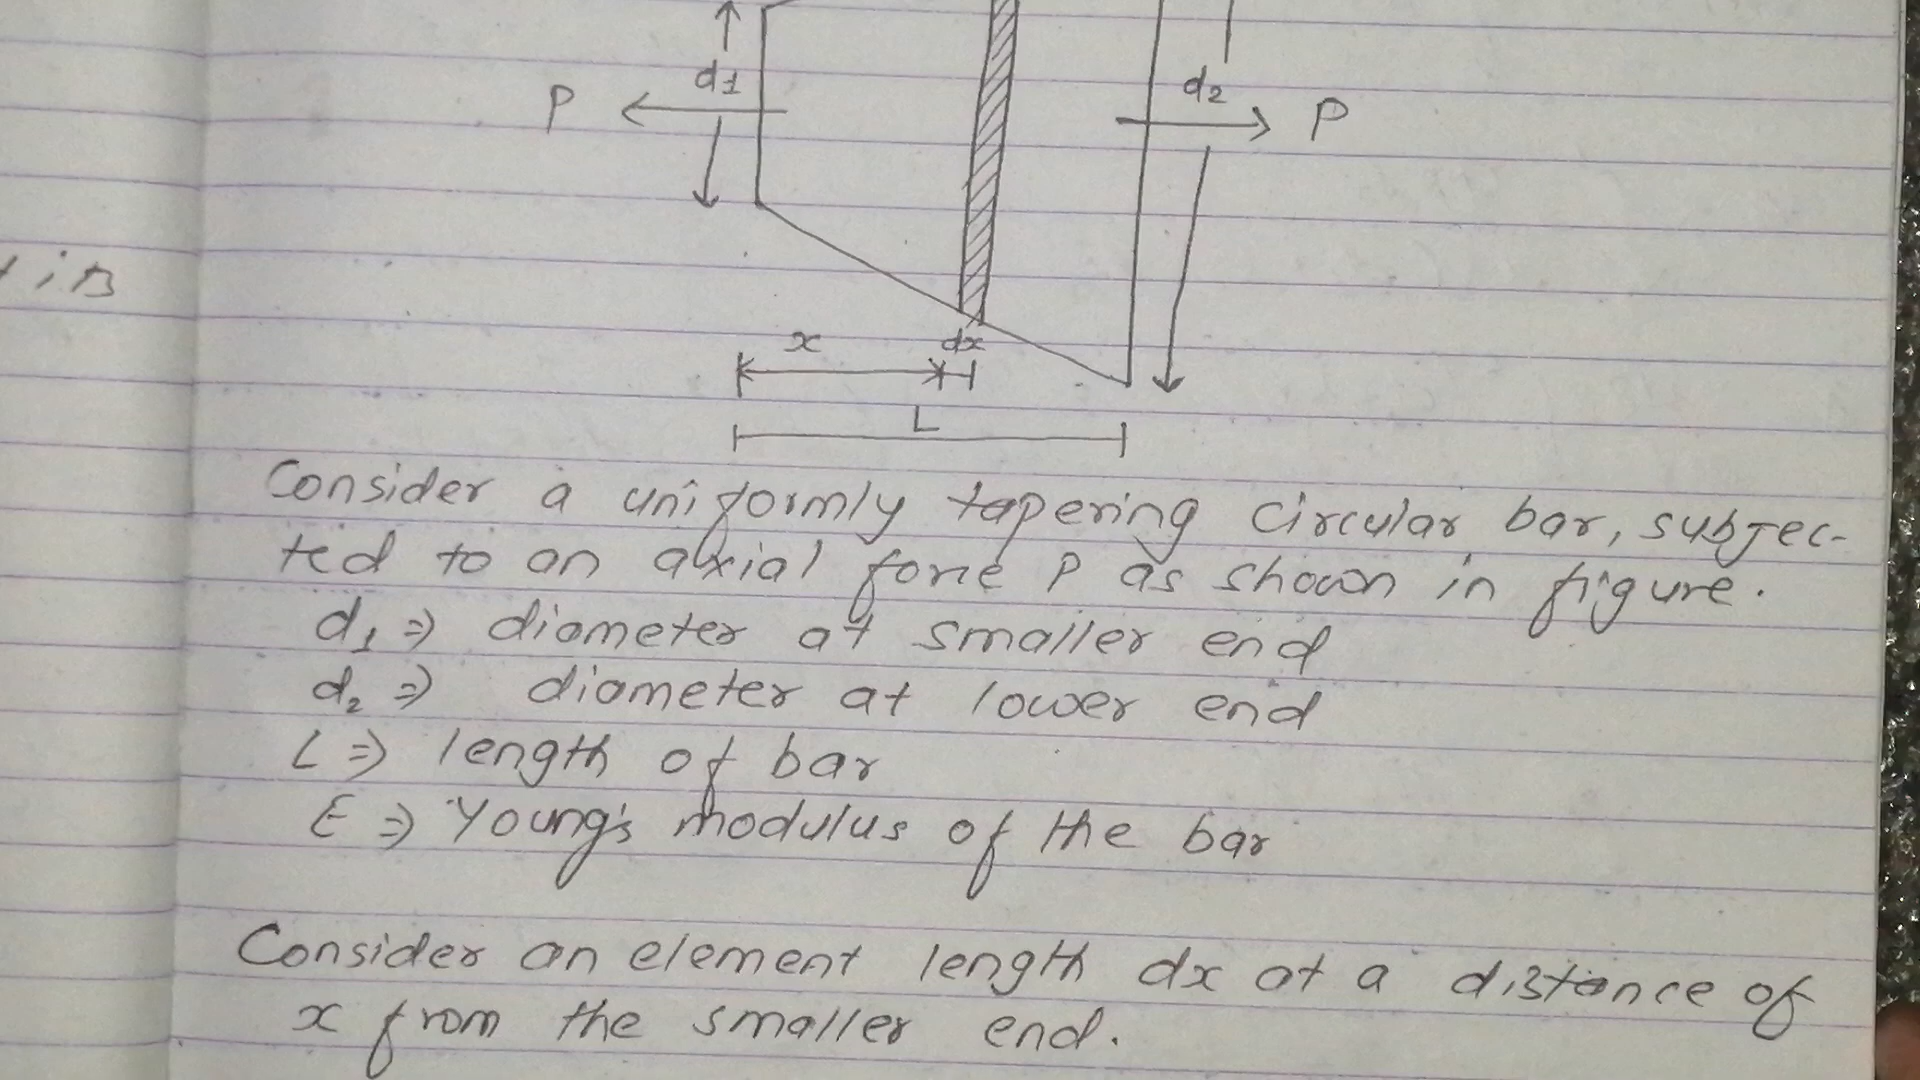 d1
P
d2
P
x
dx
L
Consider a uniformly tapering circular bar, subjec-
ted to an axial force P as shown in figure.
d1 ⇒ diameter at smaller end
d2 ⇒ diameter at lower end
L ⇒ length of bar
E ⇒ Young's modulus of the bar
Consider an element length dx at a distance of
x from the smaller end.